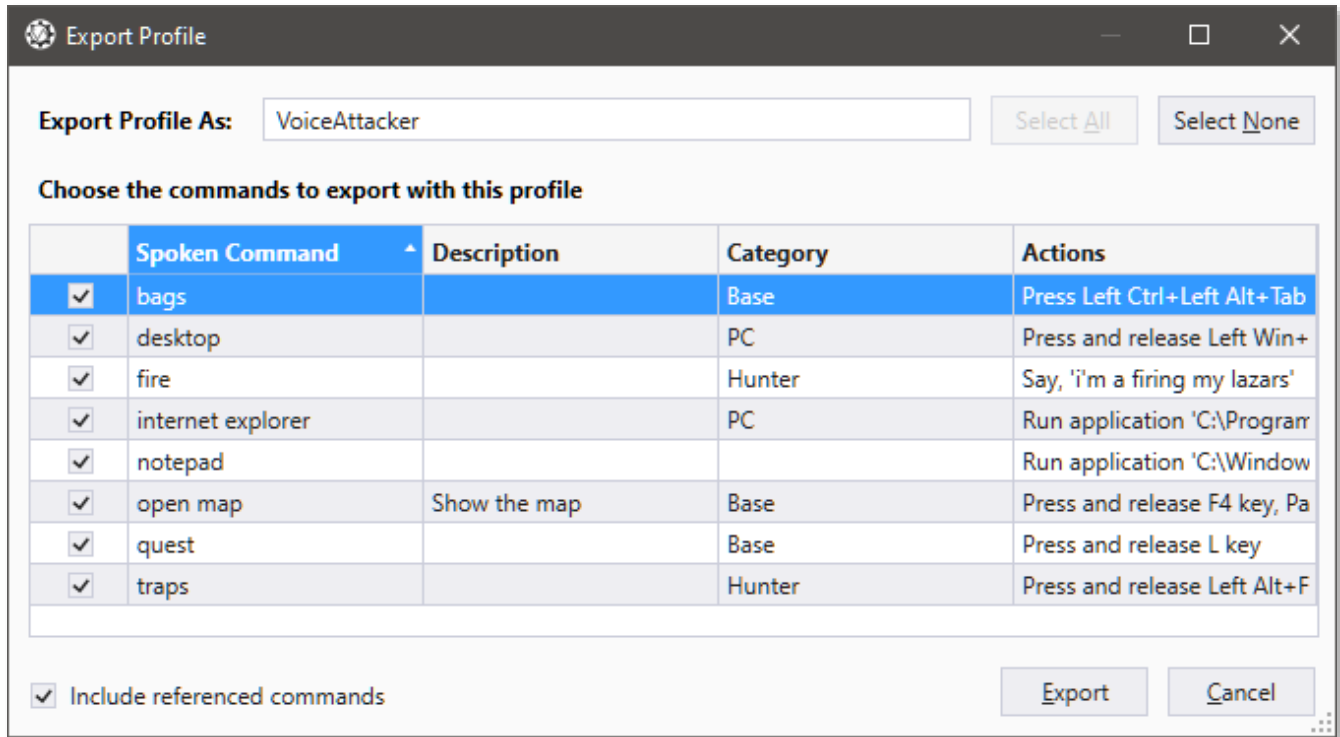 Export Profile
Export Profile As: VoiceAttacker Select All Select None
Choose the commands to export with this profile
Spoken Command Description Category Actions
bags Base Press Left Ctrl+Left Alt+Tab
desktop PC Press and release Left Win+
fire Hunter Say, 'i'm a firing my lazars'
internet explorer PC Run application 'C:\Program
notepad Run application 'C:\Window
open map Show the map Base Press and release F4 key, Pa
quest Base Press and release L key
traps Hunter Press and release Left Alt+F
Include referenced commands Export Cancel